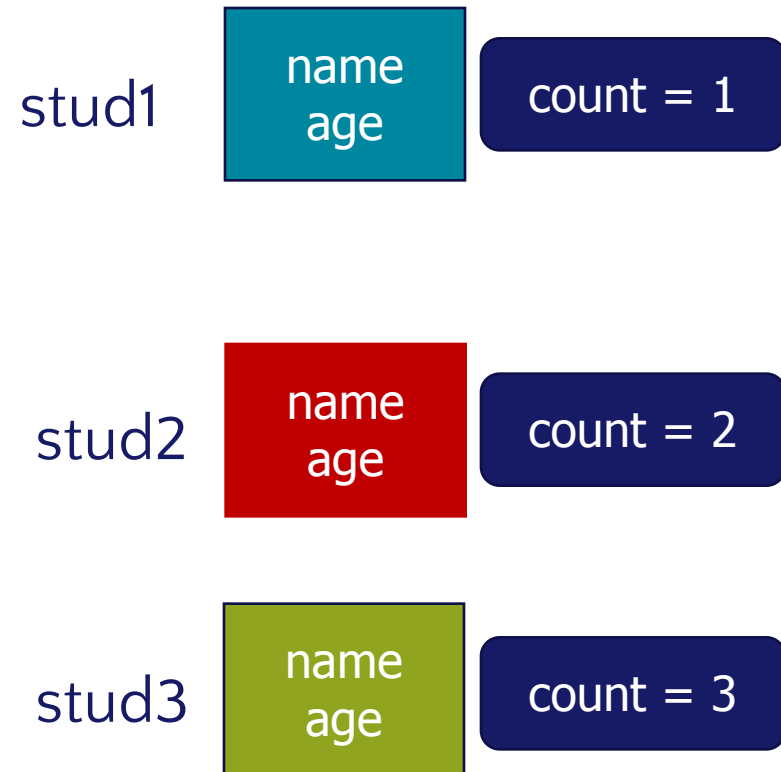 stud1
name
age
count = 1
stud2
name
age
count = 2
stud3
name
age
count = 3